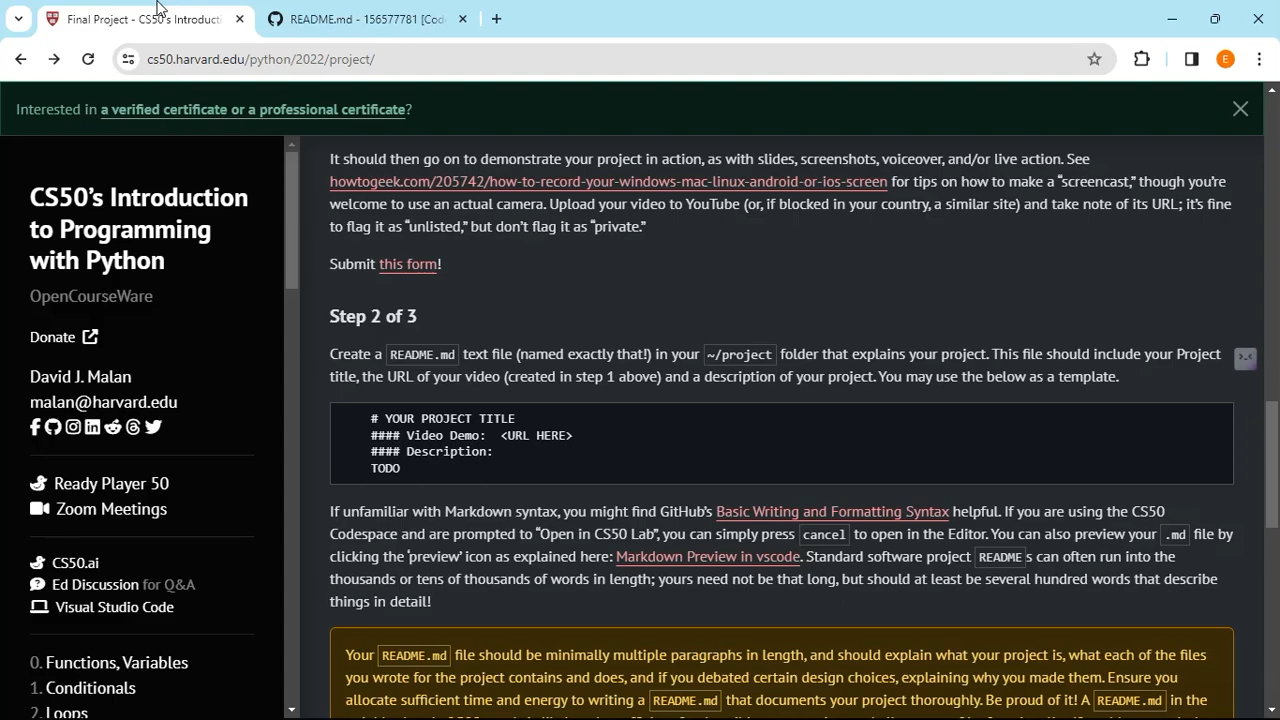 Final Project - CS50's Introducti
README.md - 156577781 [Cod
cs50.harvard.edu/python/2022/project/
E
Interested in a verified certificate or a professional certificate?
CS50's Introduction
to Programming
with Python
OpenCourseWare
Donate
David J. Malan
malan@harvard.edu
Ready Player 50
Zoom Meetings
CS50.ai
Ed Discussion for Q&A
Visual Studio Code
0. Functions, Variables
1. Conditionals
2. Loops
It should then go on to demonstrate your project in action, as with slides, screenshots, voiceover, and/or live action. See
howtogeek.com/205742/how-to-record-your-windows-mac-linux-android-or-ios-screen for tips on how to make a “screencast,” though you’re
welcome to use an actual camera. Upload your video to YouTube (or, if blocked in your country, a similar site) and take note of its URL; it’s fine
to flag it as “unlisted,” but don’t flag it as “private.”
Submit this form!
Step 2 of 3
Create a README.md text file (named exactly that!) in your ~/project folder that explains your project. This file should include your Project
title, the URL of your video (created in step 1 above) and a description of your project. You may use the below as a template.
# YOUR PROJECT TITLE
#### Video Demo:  <URL HERE>
#### Description:
TODO
If unfamiliar with Markdown syntax, you might find GitHub’s Basic Writing and Formatting Syntax helpful. If you are using the CS50
Codespace and are prompted to “Open in CS50 Lab”, you can simply press cancel to open in the Editor. You can also preview your .md file by
clicking the ‘preview’ icon as explained here: Markdown Preview in vscode. Standard software project READMEs can often run into the
thousands or tens of thousands of words in length; yours need not be that long, but should at least be several hundred words that describe
things in detail!
Your README.md file should be minimally multiple paragraphs in length, and should explain what your project is, what each of the files
you wrote for the project contains and does, and if you debated certain design choices, explaining why you made them. Ensure you
allocate sufficient time and energy to writing a README.md that documents your project thoroughly. Be proud of it! A README.md in the